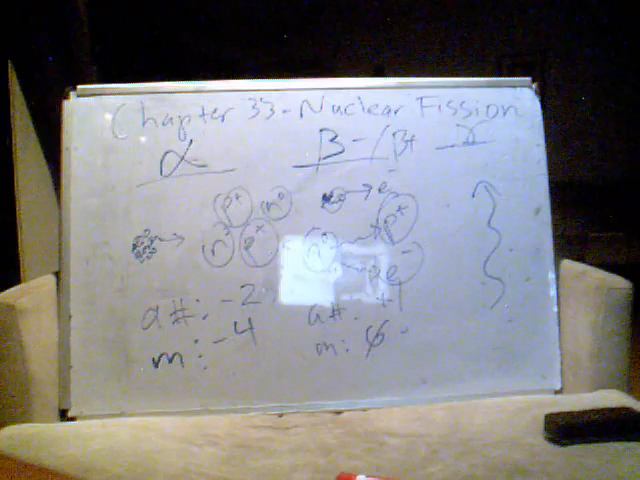 Chapter 33-Nuclear Fission
α β-/β+ γ
p+ n° → e-
n° p+ n° → p+
→ e-
a#: -2 a#: +1
m: -4 m: 0